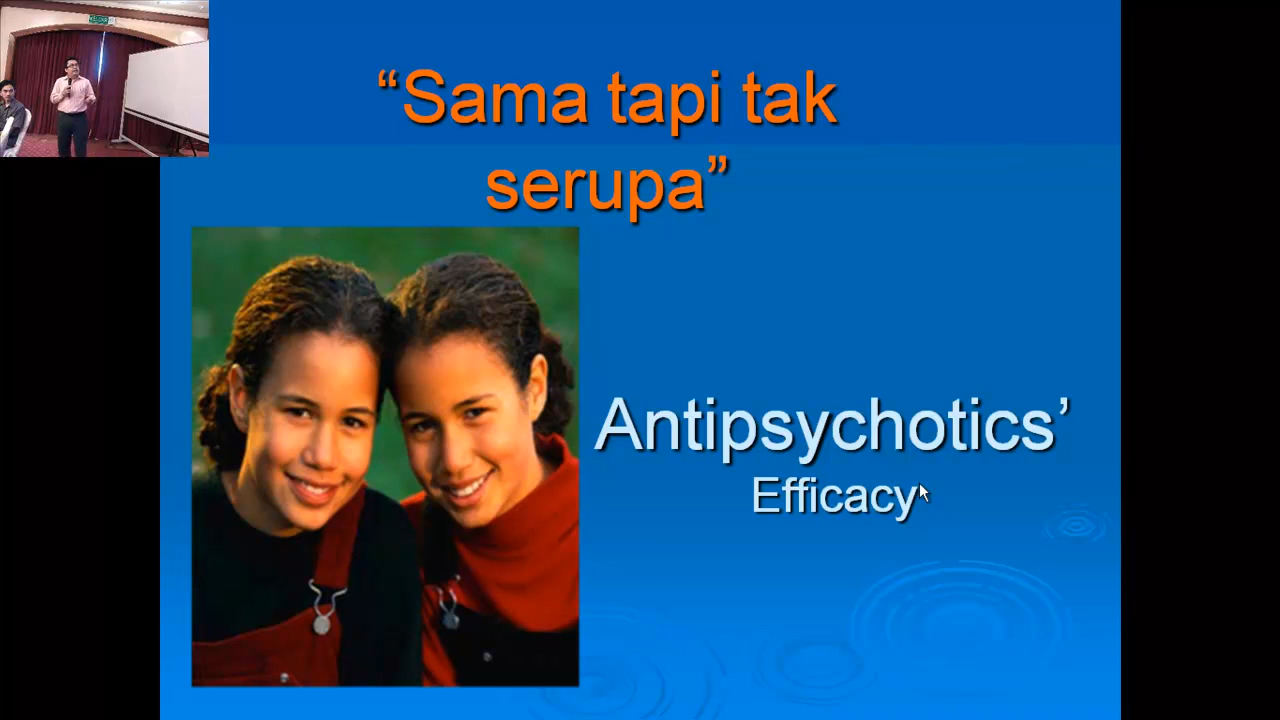 “Sama tapi tak
serupa”
Antipsychotics’
Efficacy